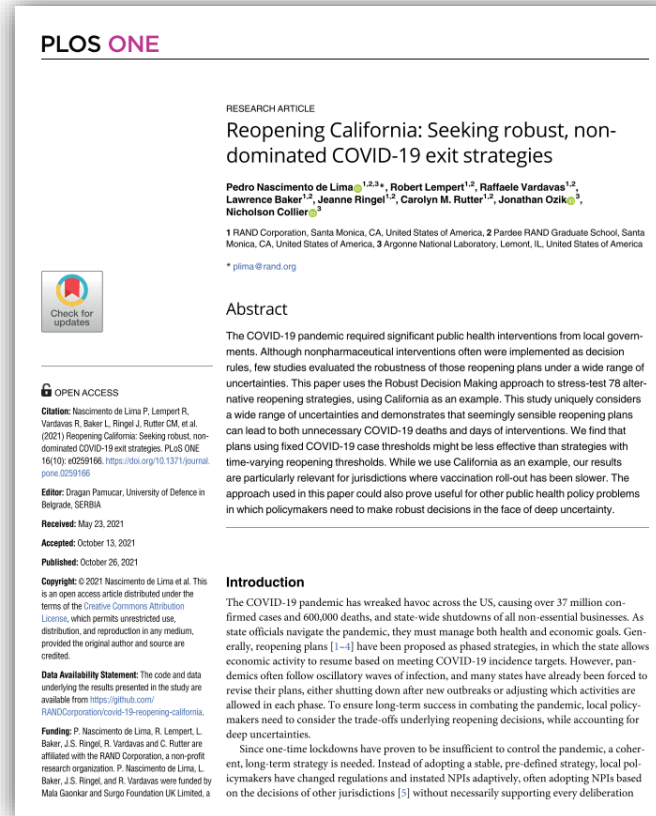 PLOS ONE
RESEARCH ARTICLE
Reopening California: Seeking robust, non-
dominated COVID-19 exit strategies
Pedro Nascimento de Lima 1,2,3*, Robert Lempert1,2, Raffaele Vardavas1,2,
Lawrence Baker1,2, Jeanne Ringel1,2, Carolyn M. Rutter1,2, Jonathan Ozik 3,
Nicholson Collier 3
1 RAND Corporation, Santa Monica, CA, United States of America, 2 Pardee RAND Graduate School, Santa
Monica, CA, United States of America, 3 Argonne National Laboratory, Lemont, IL, United States of America
* plima@rand.org
Abstract
The COVID-19 pandemic required significant public health interventions from local govern-
ments. Although nonpharmaceutical interventions often were implemented as decision
rules, few studies evaluated the robustness of those reopening plans under a wide range of
uncertainties. This paper uses the Robust Decision Making approach to stress-test 78 alter-
native reopening strategies, using California as an example. This study uniquely considers
a wide range of uncertainties and demonstrates that seemingly sensible reopening plans
can lead to both unnecessary COVID-19 deaths and days of interventions. We find that
plans using fixed COVID-19 case thresholds might be less effective than strategies with
time-varying reopening thresholds. While we use California as an example, our results
are particularly relevant for jurisdictions where vaccination roll-out has been slower. The
approach used in this paper could also prove useful for other public health policy problems
in which policymakers need to make robust decisions in the face of deep uncertainty.
Check for
updates
OPEN ACCESS
Citation: Nascimento de Lima P, Lempert R,
Vardavas R, Baker L, Ringel J, Rutter CM, et al.
(2021) Reopening California: Seeking robust, non-
dominated COVID-19 exit strategies. PLoS ONE
16(10): e0259166. https://doi.org/10.1371/journal.
pone.0259166
Editor: Dragan Pamucar, University of Defence in
Belgrade, SERBIA
Received: May 23, 2021
Accepted: October 13, 2021
Published: October 26, 2021
Copyright: © 2021 Nascimento de Lima et al. This
is an open access article distributed under the
terms of the Creative Commons Attribution
License, which permits unrestricted use,
distribution, and reproduction in any medium,
provided the original author and source are
credited.
Data Availability Statement: The code and data
underlying the results presented in the study are
available from https://github.com/
RANDCorporation/covid-19-reopening-california.
Funding: P. Nascimento de Lima, R. Lempert, L.
Baker, J.S. Ringel, R. Vardavas and C. Rutter are
affiliated with the RAND Corporation, a non-profit
research organization. P. Nascimento de Lima, L.
Baker, J.S. Ringel, and R. Vardavas were funded by
Mala Gaonkar and Surgo Foundation UK Limited, a
Introduction
The COVID-19 pandemic has wreaked havoc across the US, causing over 37 million con-
firmed cases and 600,000 deaths, and state-wide shutdowns of all non-essential businesses. As
state officials navigate the pandemic, they must manage both health and economic goals. Gen-
erally, reopening plans [1–4] have been proposed as phased strategies, in which the state allows
economic activity to resume based on meeting COVID-19 incidence targets. However, pan-
demics often follow oscillatory waves of infection, and many states have already been forced to
revise their plans, either shutting down after new outbreaks or adjusting which activities are
allowed in each phase. To ensure long-term success in combating the pandemic, local policy-
makers need to consider the trade-offs underlying reopening decisions, while accounting for
deep uncertainties.
Since one-time lockdowns have proven to be insufficient to control the pandemic, a coher-
ent, long-term strategy is needed. Instead of adopting a stable, pre-defined strategy, local pol-
icymakers have changed regulations and instated NPIs adaptively, often adopting NPIs based
on the decisions of other jurisdictions [5] without necessarily supporting every deliberation